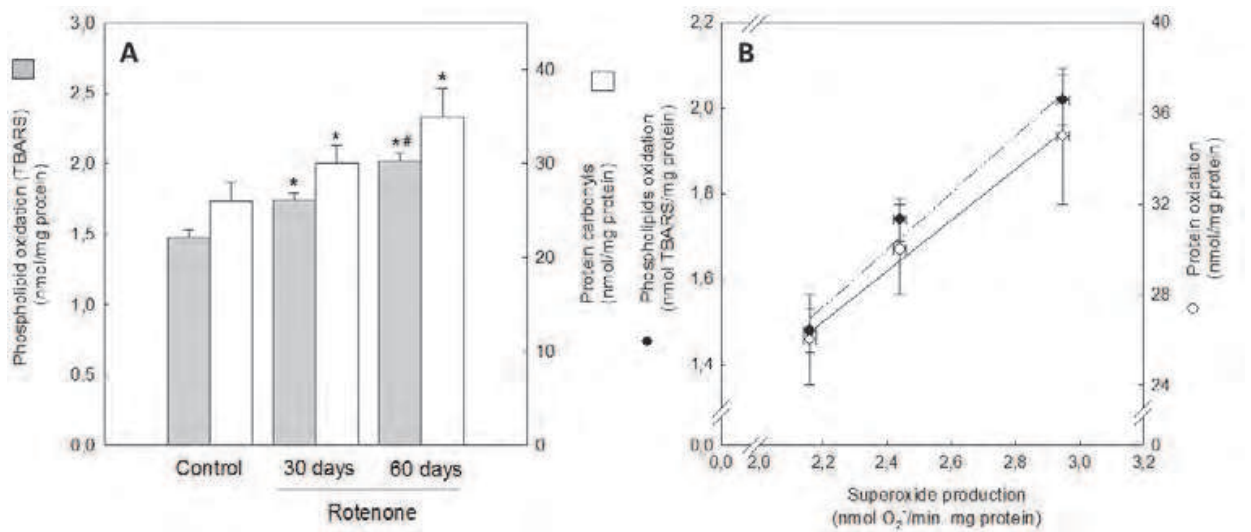 A
3,0
2,5
2,0
1,5
1,0
0,5
0,0
Phospholipid oxidation (TBARS)
(nmol/mg protein)
40
30
20
10
0
Protein carbonyls
(nmol/mg protein)
*
*
*#
*
Control
30 days
60 days
Rotenone
B
2,2
2,0
1,8
1,6
1,4
0,0
Phospholipids oxidation
(nmol TBARS/mg protein)
40
36
32
28
24
0
Protein oxidation
(nmol/mg protein)
0,0 2,0 2,2 2,4 2,6 2,8 3,0 3,2
Superoxide production
(nmol O₂⁻/min. mg protein)